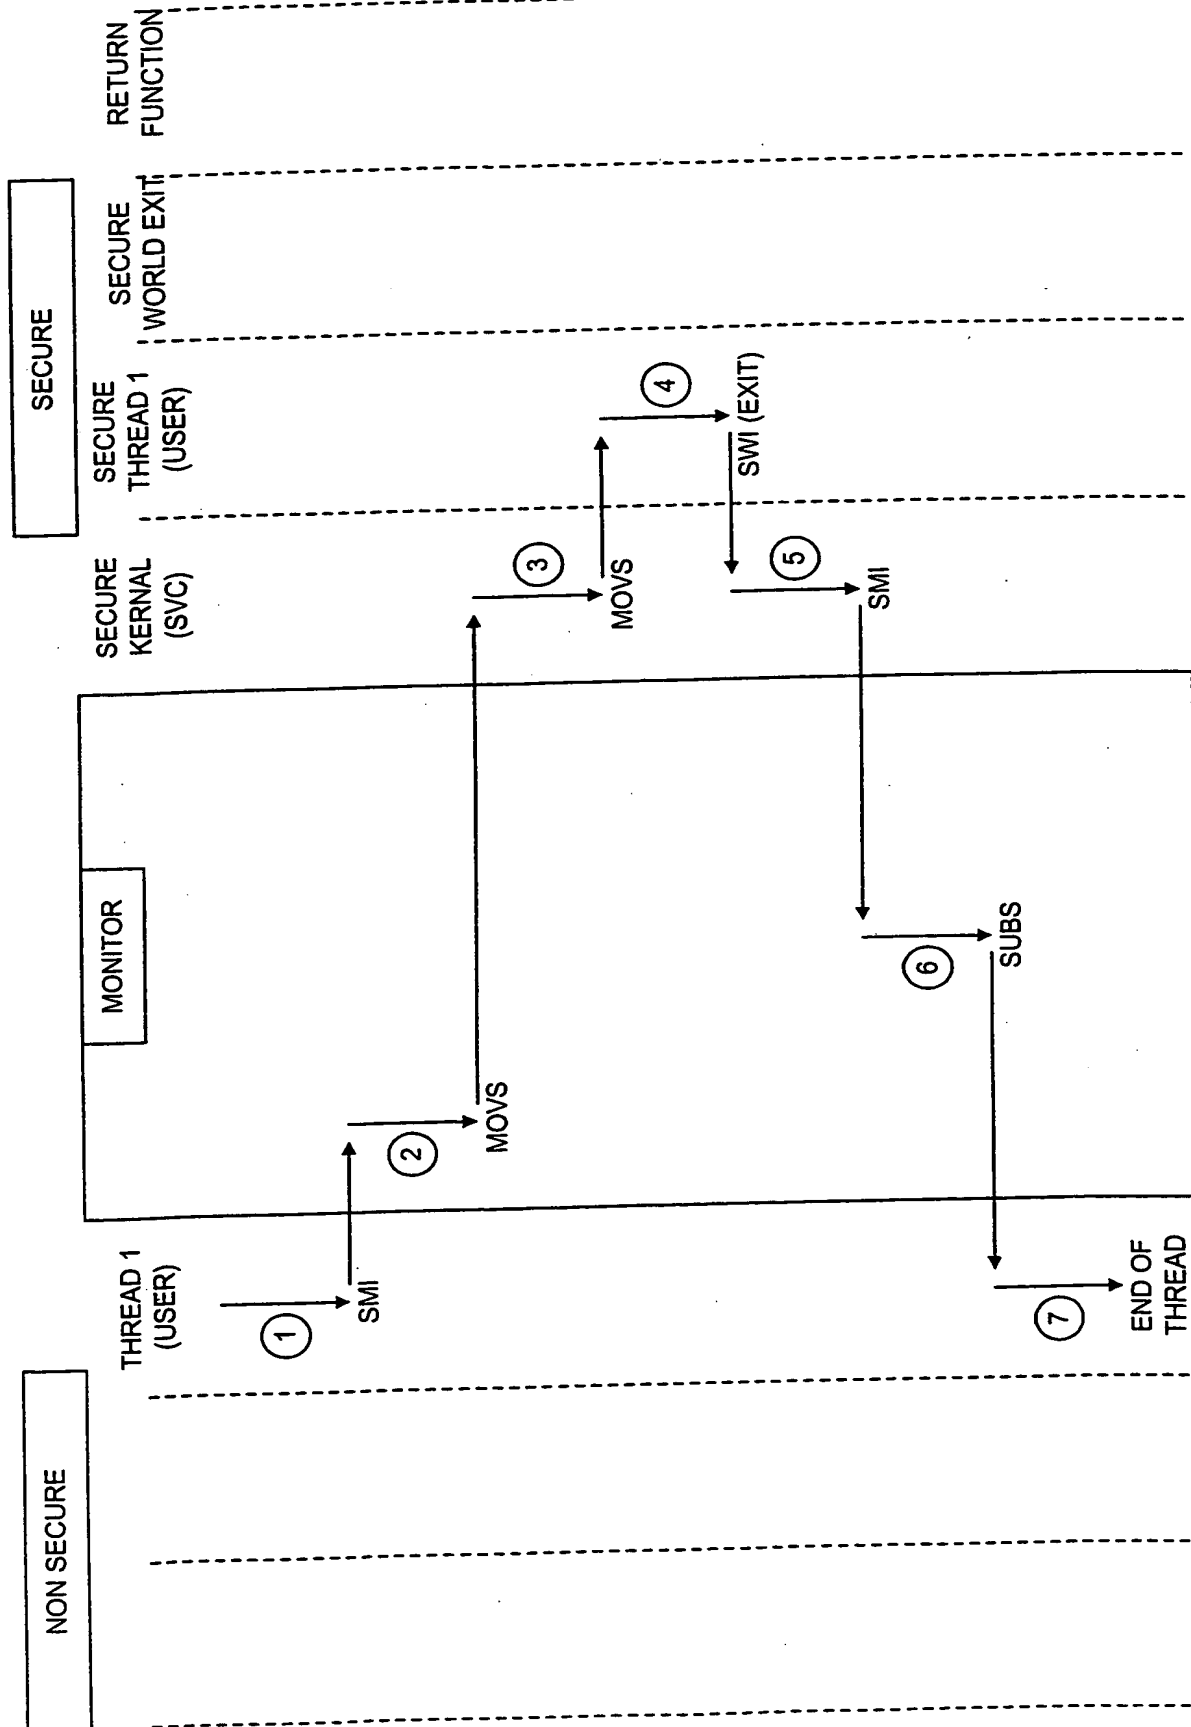 NON SECURE
MONITOR
SECURE
THREAD 1
(USER)
SECURE
KERNAL
(SVC)
SECURE
THREAD 1
(USER)
SECURE
WORLD EXIT
RETURN
FUNCTION
1
SMI
2
MOVS
3
MOVS
4
SWI (EXIT)
5
SMI
6
SUBS
7
END OF
THREAD